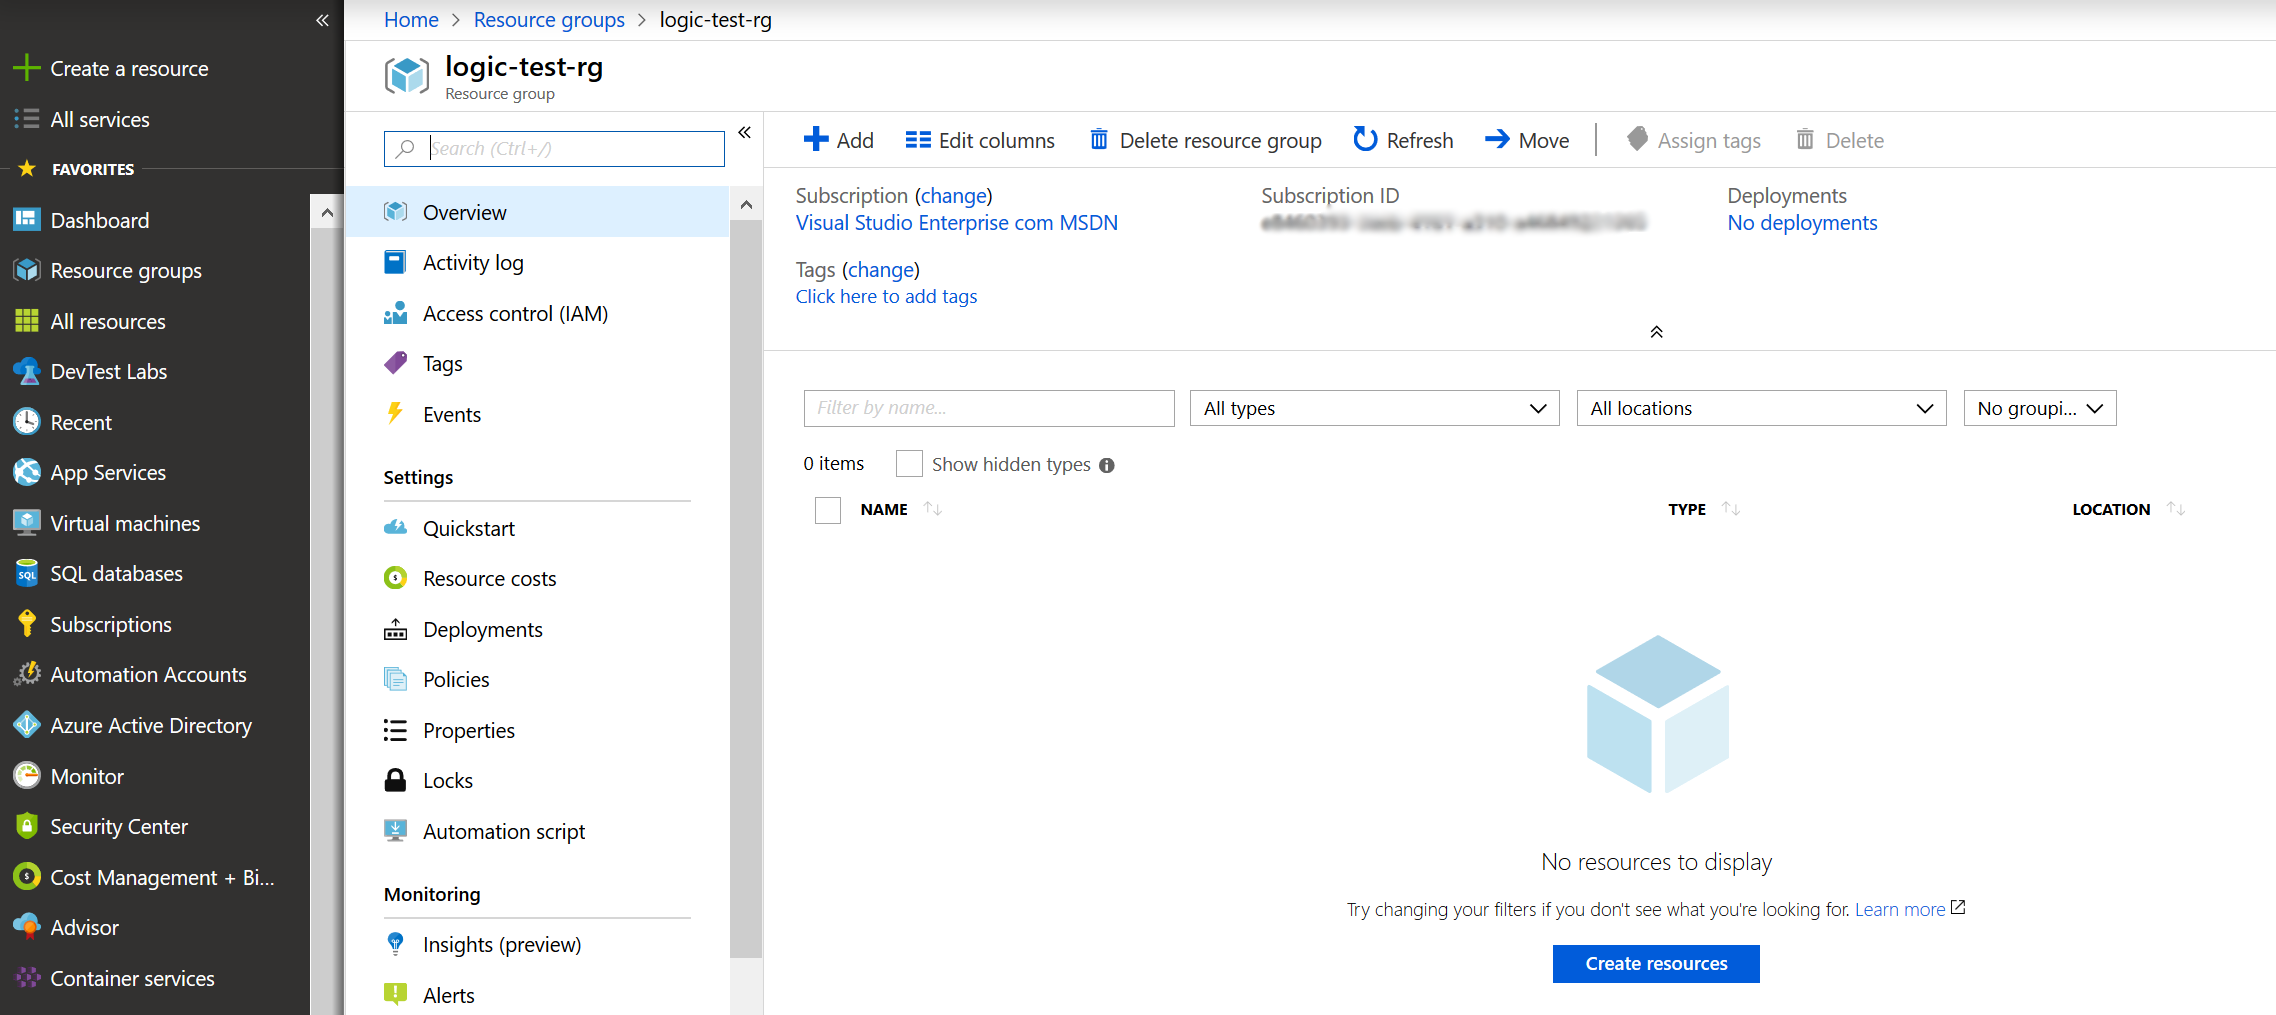 Home > Resource groups > logic-test-rg
logic-test-rg
Resource group
Create a resource
All services
FAVORITES
Dashboard
Resource groups
All resources
DevTest Labs
Recent
App Services
Virtual machines
SQL databases
Subscriptions
Automation Accounts
Azure Active Directory
Monitor
Security Center
Cost Management + Bi...
Advisor
Container services
Search (Ctrl+/)
Overview
Activity log
Access control (IAM)
Tags
Events
Settings
Quickstart
Resource costs
Deployments
Policies
Properties
Locks
Automation script
Monitoring
Insights (preview)
Alerts
Add Edit columns Delete resource group Refresh Move Assign tags Delete
Subscription (change) Subscription ID Deployments
Visual Studio Enterprise com MSDN No deployments
Tags (change)
Click here to add tags
Filter by name... All types All locations No groupi...
0 items Show hidden types
NAME TYPE LOCATION
No resources to display
Try changing your filters if you don't see what you're looking for. Learn more
Create resources